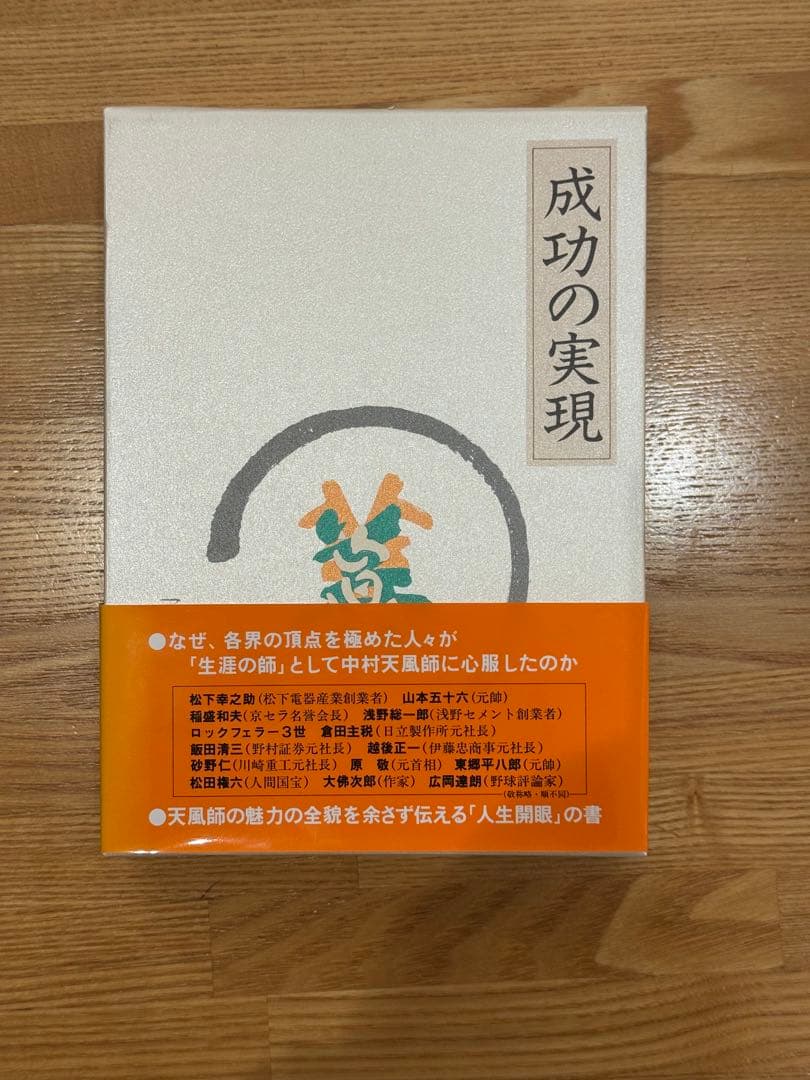 成功の実現
●なぜ、各界の頂点を極めた人々が
「生涯の師」として中村天風師に心服したのか
松下幸之助(松下電器産業創業者) 山本五十六(元帥)
稲盛和夫(京セラ名誉会長) 浅野総一郎(浅野セメント創業者)
ロックフェラー3世 倉田主税(日立製作所元社長)
飯田清三(野村証券元社長) 越後正一(伊藤忠商事元社長)
砂野仁(川崎重工元社長) 原 敬(元首相) 東郷平八郎(元帥)
松田権六(人間国宝) 大佛次郎(作家) 広岡達朗(野球評論家)
(敬称略・順不同)
●天風師の魅力の全貌を余さず伝える「人生開眼」の書